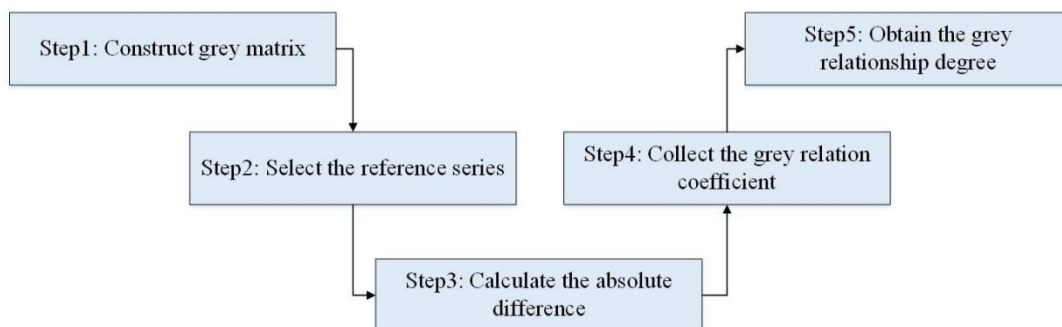 Step1: Construct grey matrix
Step2: Select the reference series
Step3: Calculate the absolute
difference
Step4: Collect the grey relation
coefficient
Step5: Obtain the grey
relationship degree